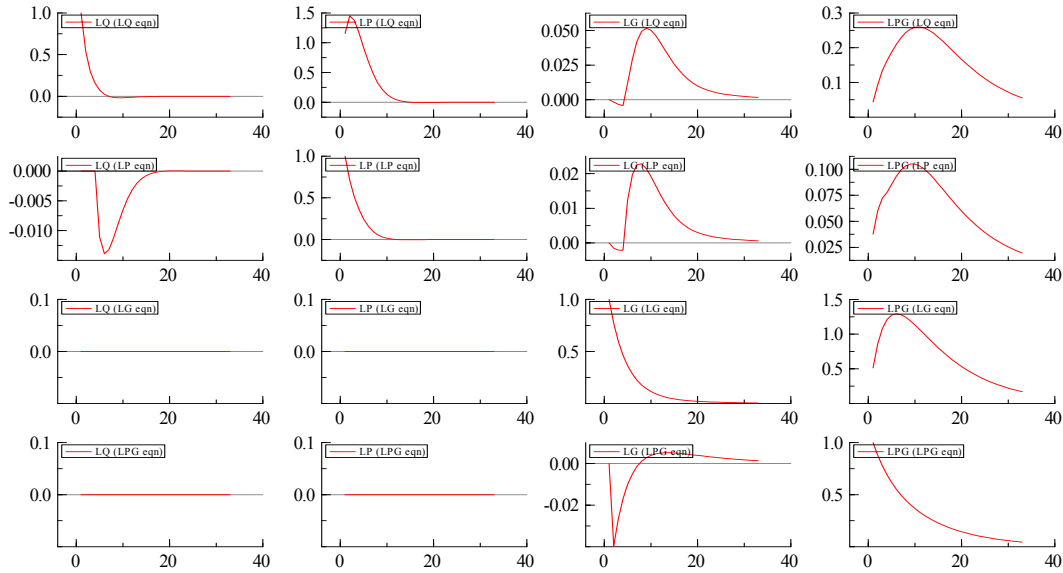 1.0
0.5
0.0
0 20 40
LQ (LQ eqn)
1.5
1.0
0.5
0.0
0 20 40
LP (LQ eqn)
0.050
0.025
0.000
0 20 40
LG (LQ eqn)
0.3
0.2
0.1
0 20 40
LPG (LQ eqn)
0.000
-0.005
-0.010
0 20 40
LQ (LP eqn)
1.0
0.5
0.0
0 20 40
LP (LP eqn)
0.02
0.01
0.00
0 20 40
LG (LP eqn)
0.100
0.075
0.050
0.025
0 20 40
LPG (LP eqn)
0.1
0.0
0 20 40
LQ (LG eqn)
0.1
0.0
0 20 40
LP (LG eqn)
1.0
0.5
0 20 40
LG (LG eqn)
1.5
1.0
0.5
0 20 40
LPG (LG eqn)
0.1
0.0
0 20 40
LQ (LPG eqn)
0.1
0.0
0 20 40
LP (LPG eqn)
0.00
-0.02
0 20 40
LG (LPG eqn)
1.0
0.5
0 20 40
LPG (LPG eqn)